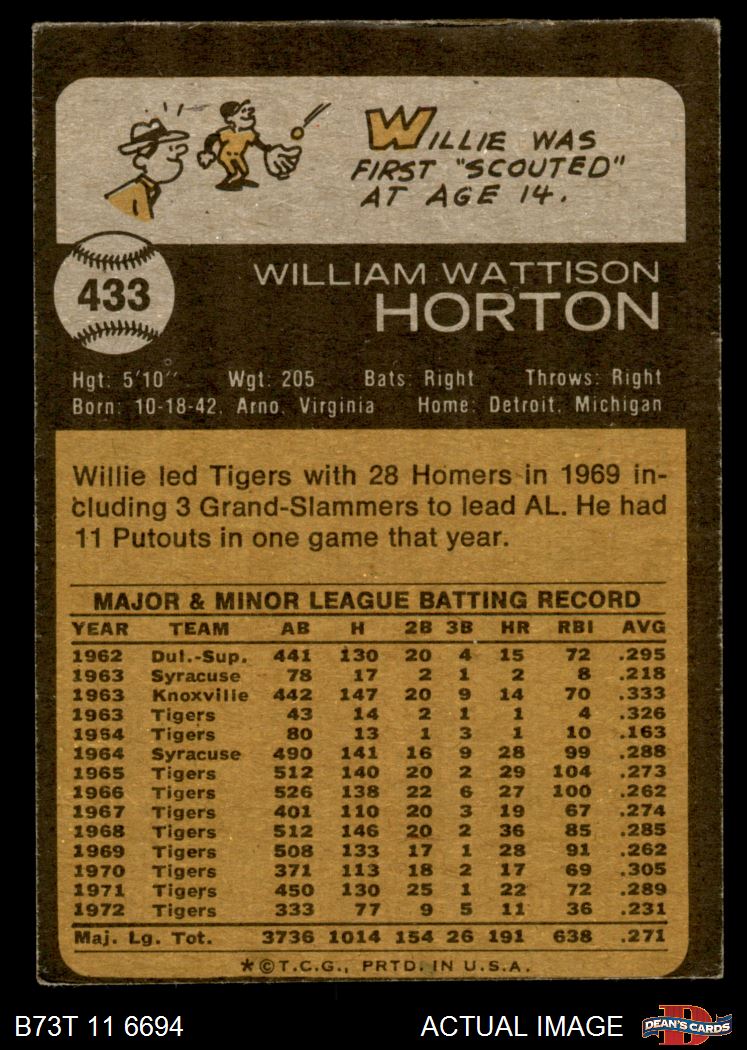 WILLIE WAS
FIRST "SCOUTED"
AT AGE 14.
433
WILLIAM WATTISON
HORTON
Hgt: 5'10" Wgt: 205 Bats: Right Throws: Right
Born: 10-18-42, Arno, Virginia Home: Detroit, Michigan
Willie led Tigers with 28 Homers in 1969 in-
cluding 3 Grand-Slammers to lead AL. He had
11 Putouts in one game that year.
MAJOR & MINOR LEAGUE BATTING RECORD
YEAR TEAM AB H 2B 3B HR RBI AVG
1962 Dul.-Sup. 441 130 20 4 15 72 .295
1963 Syracuse 78 17 2 1 2 8 .218
1963 Knoxville 442 147 20 9 14 70 .333
1963 Tigers 43 14 2 1 1 4 .326
1964 Tigers 80 13 1 3 1 10 .163
1964 Syracuse 490 141 16 9 28 99 .288
1965 Tigers 512 140 20 2 29 104 .273
1966 Tigers 526 138 22 6 27 100 .262
1967 Tigers 401 110 20 3 19 67 .274
1968 Tigers 512 146 20 2 36 85 .285
1969 Tigers 508 133 17 1 28 91 .262
1970 Tigers 371 113 18 2 17 69 .305
1971 Tigers 450 130 25 1 22 72 .289
1972 Tigers 333 77 9 5 11 36 .231
Maj. Lg. Tot. 3736 1014 154 26 191 638 .271
*©T.C.G., PRTD. IN U.S.A.
B73T 11 6694 ACTUAL IMAGE
D
DEAN'S CARDS